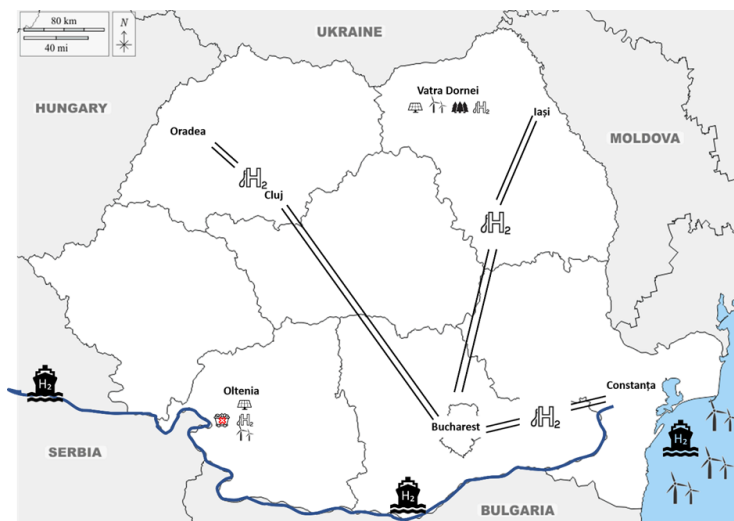 80 km
40 mi
N
UKRAINE
HUNGARY
Vatra Dornei
H2
Iași
Oradea
MOLDOVA
H2
Cluj
H2
H2
Oltenia
H2
Constanța
H2
Bucharest
H2
SERBIA
H2
BULGARIA